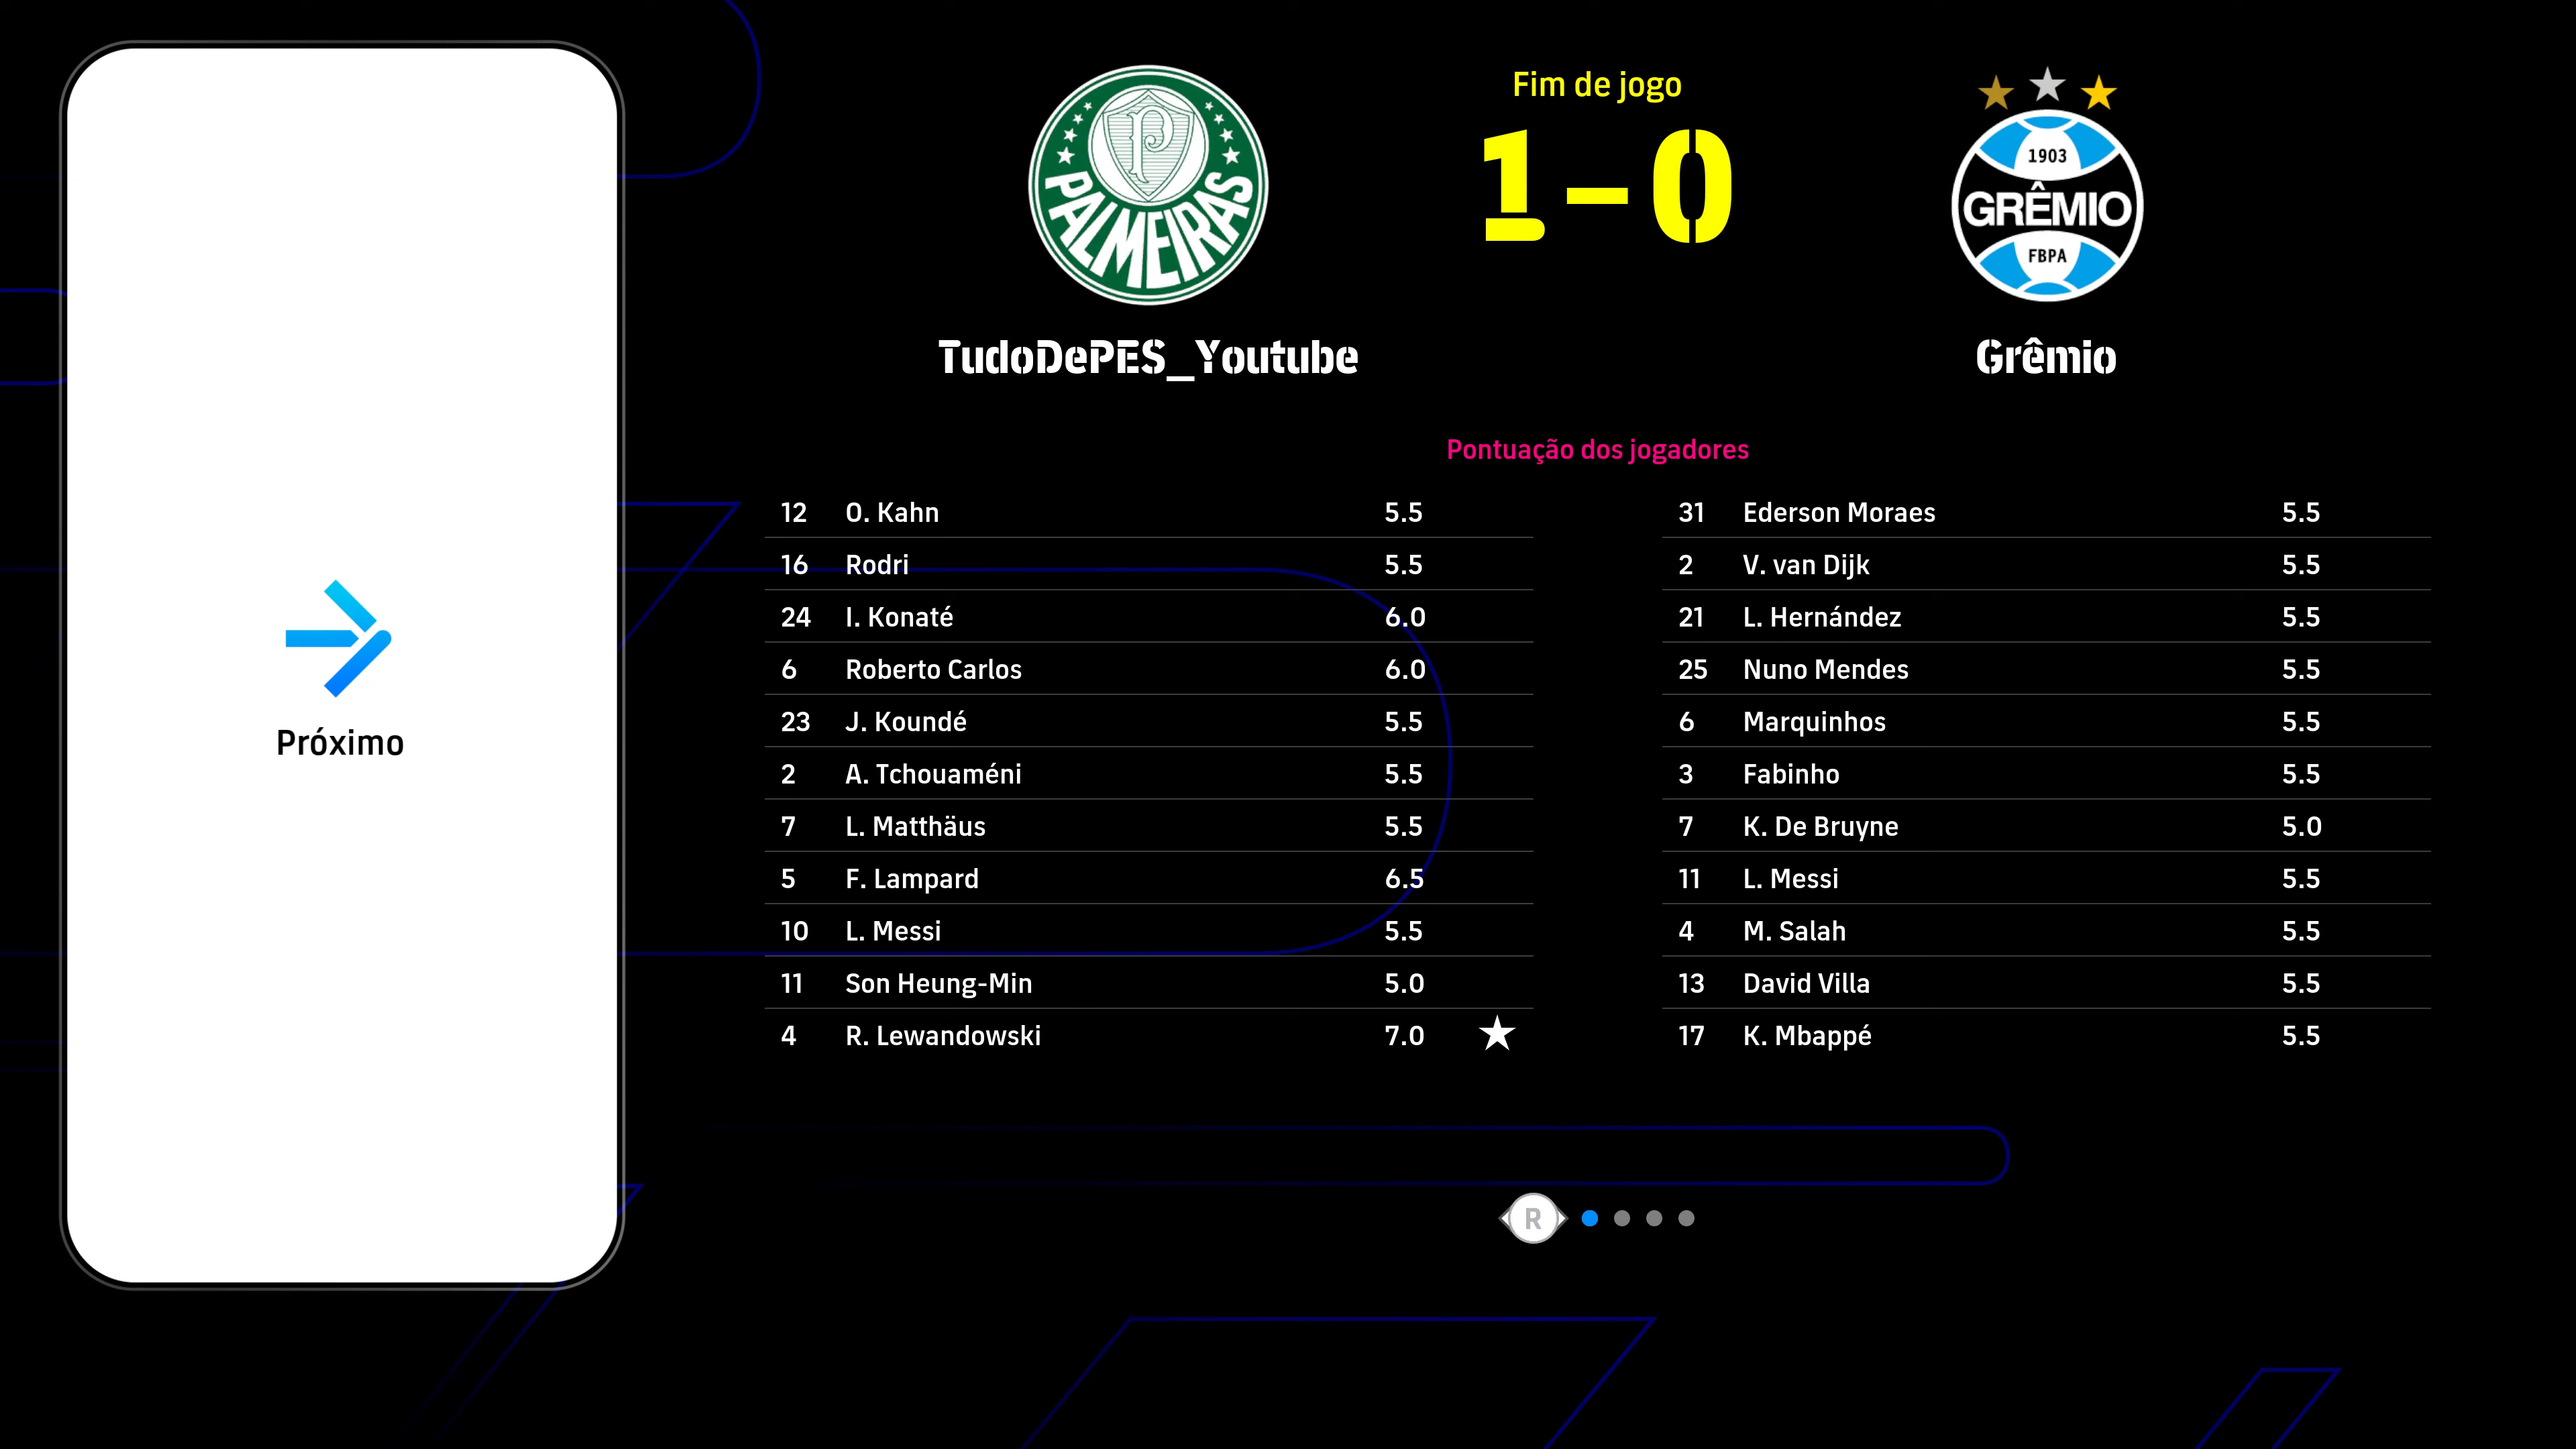 Fim de jogo
1-0
P
PALMEIRAS
1903
GRÊMIO
FBPA
TudoDePES_Youtube
Grêmio
Pontuação dos jogadores
12 O. Kahn 5.5
16 Rodri 5.5
24 I. Konaté 6.0
6 Roberto Carlos 6.0
23 J. Koundé 5.5
2 A. Tchouaméni 5.5
7 L. Matthäus 5.5
5 F. Lampard 6.5
10 L. Messi 5.5
11 Son Heung-Min 5.0
4 R. Lewandowski 7.0
31 Ederson Moraes 5.5
2 V. van Dijk 5.5
21 L. Hernández 5.5
25 Nuno Mendes 5.5
6 Marquinhos 5.5
3 Fabinho 5.5
7 K. De Bruyne 5.0
11 L. Messi 5.5
4 M. Salah 5.5
13 David Villa 5.5
17 K. Mbappé 5.5
Próximo
R